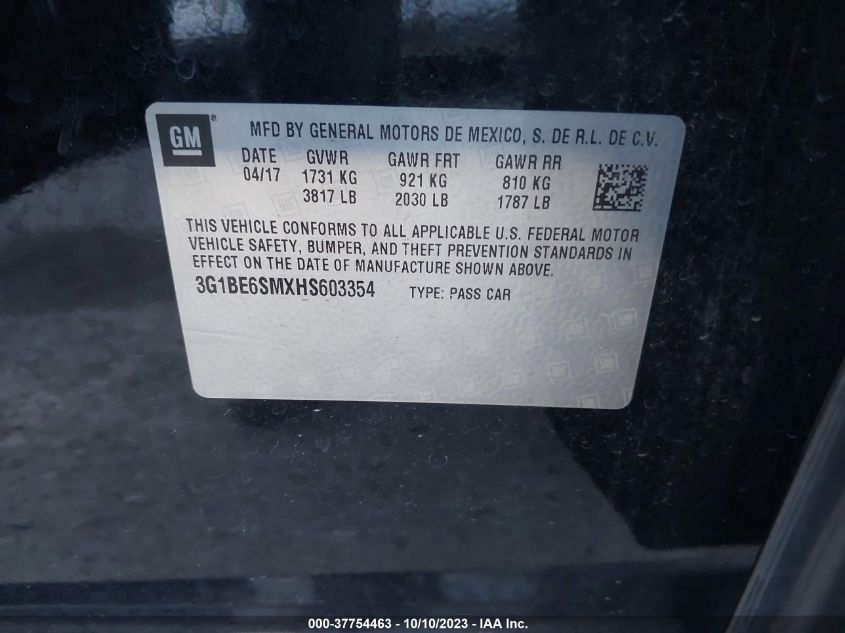 GM®
MFD BY GENERAL MOTORS DE MEXICO, S. DE R.L. DE C.V.
DATE GVWR GAWR FRT GAWR RR
04/17 1731 KG 921 KG 810 KG
3817 LB 2030 LB 1787 LB
THIS VEHICLE CONFORMS TO ALL APPLICABLE U.S. FEDERAL MOTOR
VEHICLE SAFETY, BUMPER, AND THEFT PREVENTION STANDARDS IN
EFFECT ON THE DATE OF MANUFACTURE SHOWN ABOVE.
3G1BE6SMXHS603354 TYPE: PASS CAR
000-37754463 - 10/10/2023 - IAA Inc.